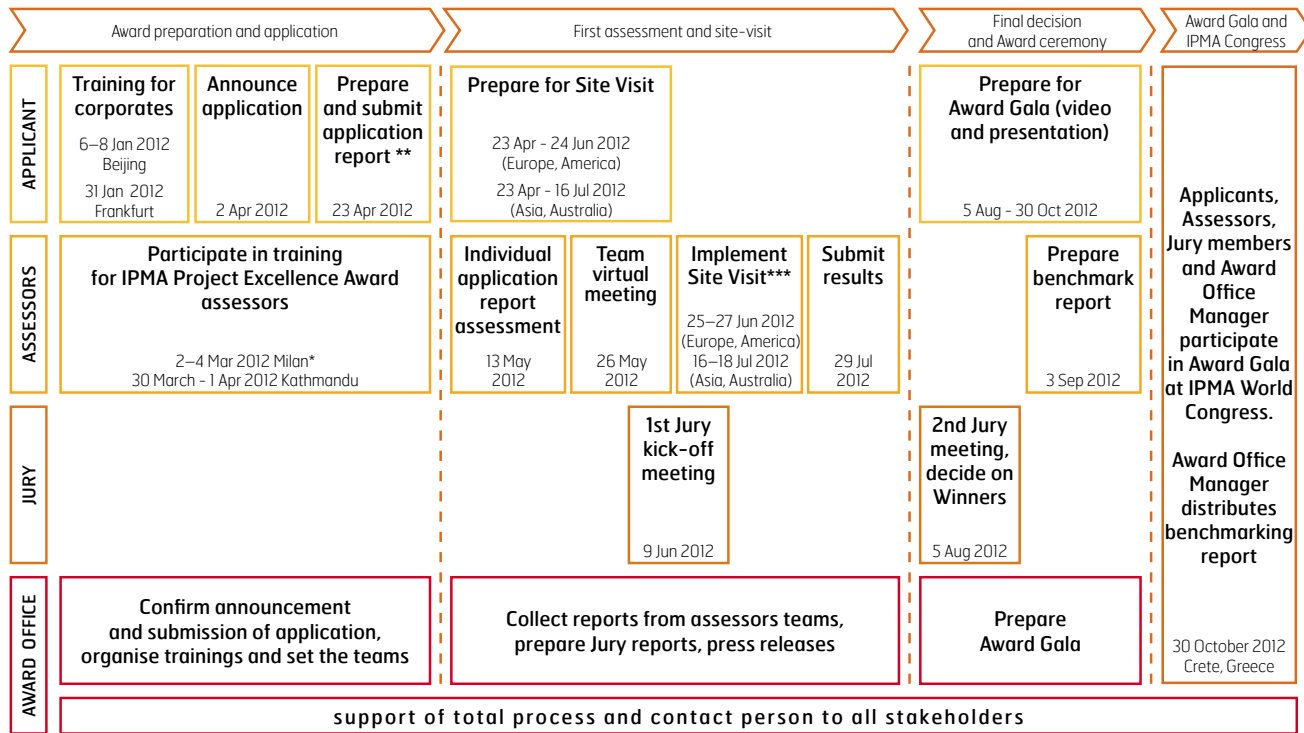 Award preparation and application
First assessment and site-visit
Final decision
and Award ceremony
Award Gala and
IPMA Congress
APPLICANT
Training for
corporates
6–8 Jan 2012
Beijing
31 Jan 2012
Frankfurt
Announce
application
2 Apr 2012
Prepare
and submit
application
report **
23 Apr 2012
Prepare for Site Visit
23 Apr - 24 Jun 2012
(Europe, America)
23 Apr - 16 Jul 2012
(Asia, Australia)
Prepare for
Award Gala (video
and presentation)
5 Aug - 30 Oct 2012
ASSESSORS
Participate in training
for IPMA Project Excellence Award
assessors
2–4 Mar 2012 Milan*
30 March - 1 Apr 2012 Kathmandu
Individual
application
report
assessment
13 May
2012
Team
virtual
meeting
26 May
2012
Implement
Site Visit***
25–27 Jun 2012
(Europe, America)
16–18 Jul 2012
(Asia, Australia)
Submit
results
29 Jul
2012
Prepare
benchmark
report
3 Sep 2012
JURY
1st Jury
kick-off
meeting
9 Jun 2012
2nd Jury
meeting,
decide on
Winners
5 Aug 2012
AWARD OFFICE
Confirm announcement
and submission of application,
organise trainings and set the teams
Collect reports from assessors teams,
prepare Jury reports, press releases
Prepare
Award Gala
Applicants,
Assessors,
Jury members
and Award
Office
Manager
participate
in Award Gala
at IPMA World
Congress.
Award Office
Manager
distributes
benchmarking
report
30 October 2012
Crete, Greece
support of total process and contact person to all stakeholders